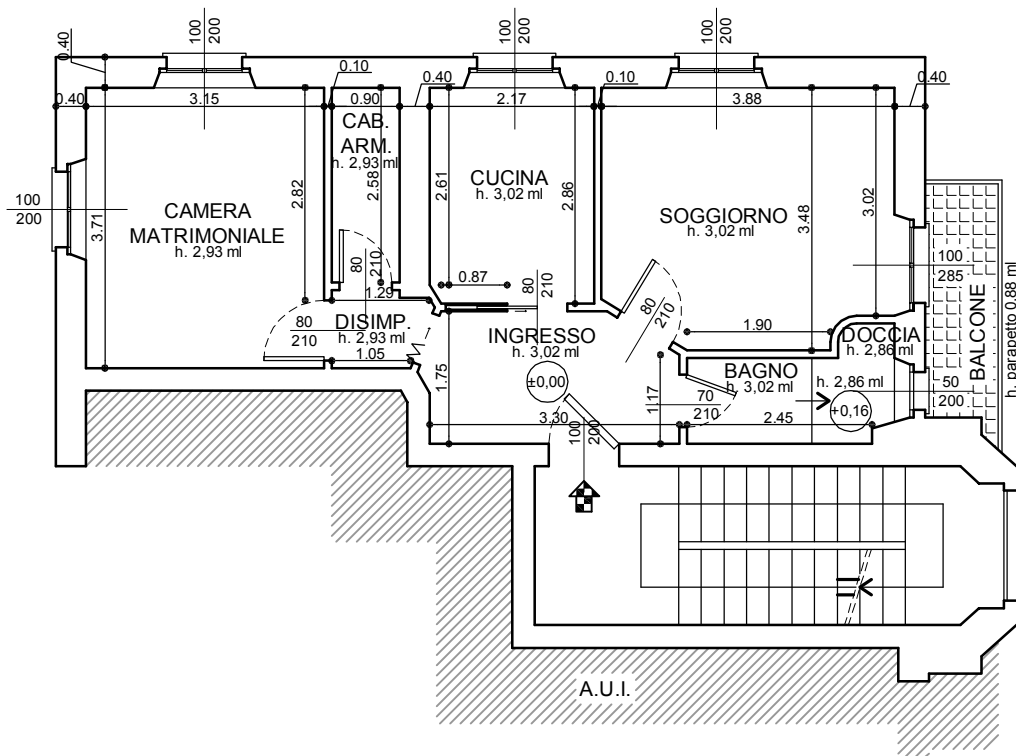 100
200
100
200
100
200
0.40
0.10
0.40
0.10
0.40
0.40
3.15
0.90
2.17
3.88
CAB.
ARM.
h. 2,93 ml
2.58
2.82
3.71
100
200
CAMERA
MATRIMONIALE
h. 2,93 ml
2.61
CUCINA
h. 3,02 ml
2.86
SOGGIORNO
h. 3,02 ml
3.48
3.02
100
285
BALCONE
h. parapetto 0.88 ml
80
210
0.87
80
210
1.29
80
210
DISIMP.
h. 2,93 ml
1.05
INGRESSO
h. 3,02 ml
80
210
1.90
DOCCIA
h. 2,86 ml
1.75
±0,00
BAGNO
h. 3,02 ml
h. 2,86 ml
50
200
1.17
70
210
+0,16
3.30
2.45
100
200
A.U.I.